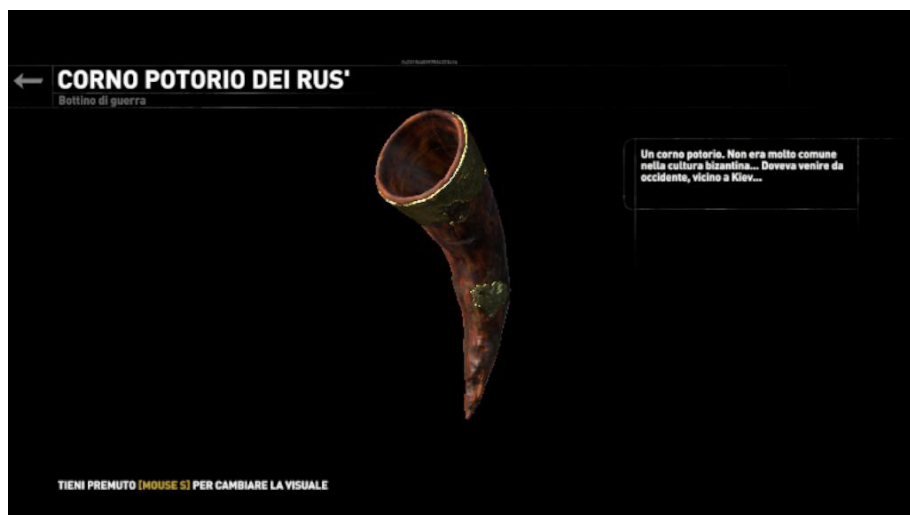 CORNO POTORIO DEI RUS'
Bottino di guerra
Un corno potorio. Non era molto comune
nella cultura bizantina... Doveva venire da
occidente, vicino a Kiev...
TIENI PREMUTO [MOUSE S] PER CAMBIARE LA VISUALE